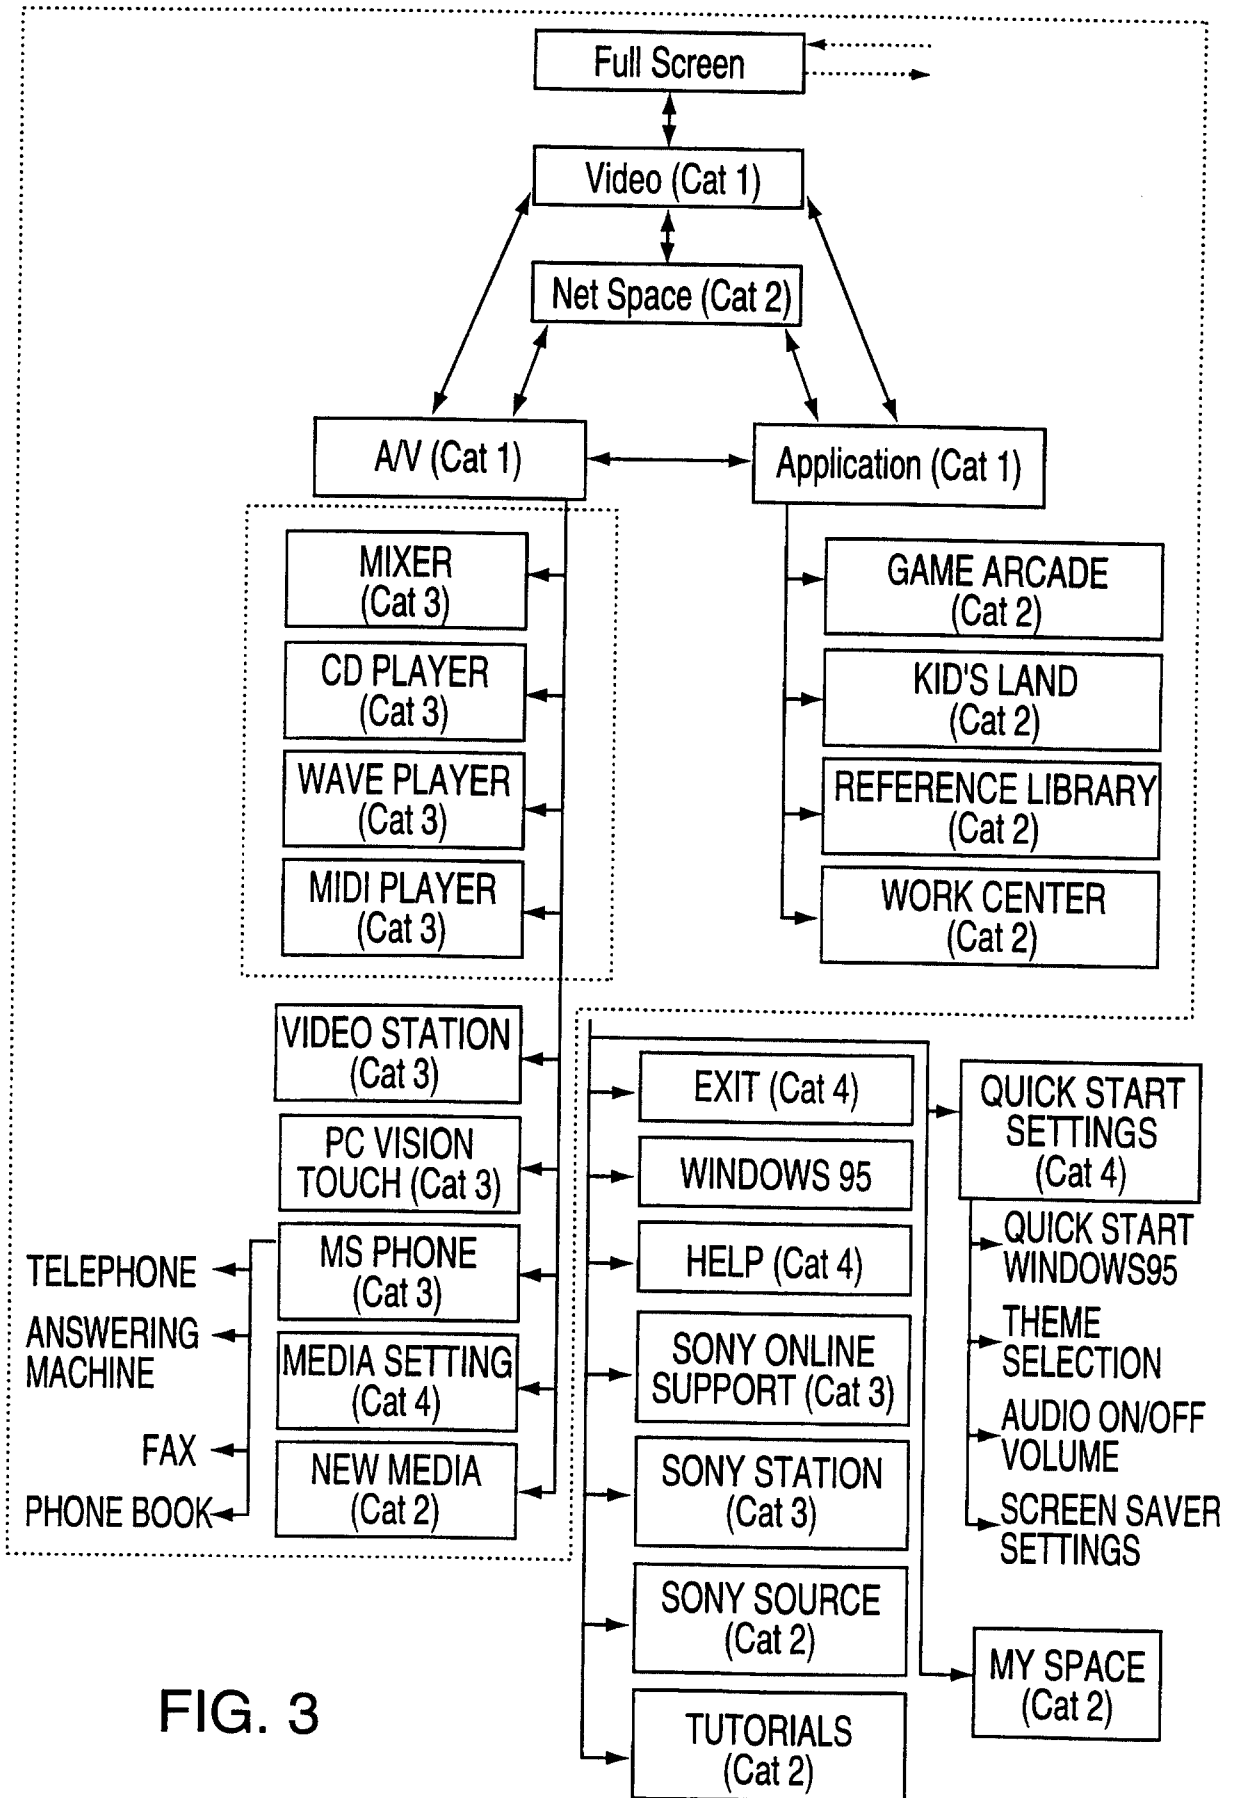 Full Screen
Video (Cat 1)
Net Space (Cat 2)
A/V (Cat 1)
Application (Cat 1)
MIXER
(Cat 3)
CD PLAYER
(Cat 3)
WAVE PLAYER
(Cat 3)
MIDI PLAYER
(Cat 3)
GAME ARCADE
(Cat 2)
KID'S LAND
(Cat 2)
REFERENCE LIBRARY
(Cat 2)
WORK CENTER
(Cat 2)
VIDEO STATION
(Cat 3)
PC VISION
TOUCH (Cat 3)
MS PHONE
(Cat 3)
MEDIA SETTING
(Cat 4)
NEW MEDIA
(Cat 2)
TELEPHONE
ANSWERING
MACHINE
FAX
PHONE BOOK
EXIT (Cat 4)
WINDOWS 95
HELP (Cat 4)
SONY ONLINE
SUPPORT (Cat 3)
SONY STATION
(Cat 3)
SONY SOURCE
(Cat 2)
TUTORIALS
(Cat 2)
QUICK START
SETTINGS
(Cat 4)
QUICK START
WINDOWS95
THEME
SELECTION
AUDIO ON/OFF
VOLUME
SCREEN SAVER
SETTINGS
MY SPACE
(Cat 2)
FIG. 3